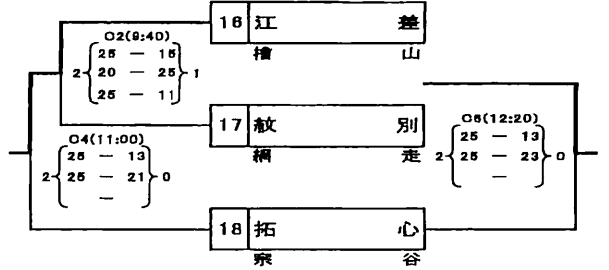 16 江差
檜山
C2(9:40)
25 — 15
2 20 — 25 1
25 — 11
17 紋別
網走
C4(11:00)
25 — 13
2 25 — 21 0
—
C6(12:20)
25 — 13
2 25 — 23 0
—
18 拓心
宗谷